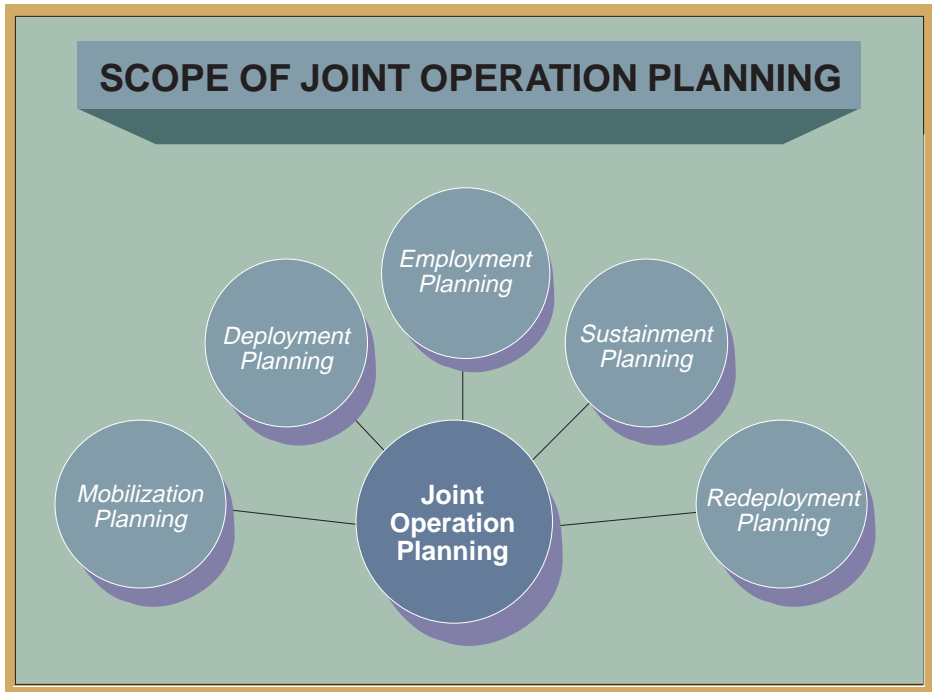 SCOPE OF JOINT OPERATION PLANNING
Employment
Planning
Deployment
Planning
Sustainment
Planning
Mobilization
Planning
Joint
Operation
Planning
Redeployment
Planning